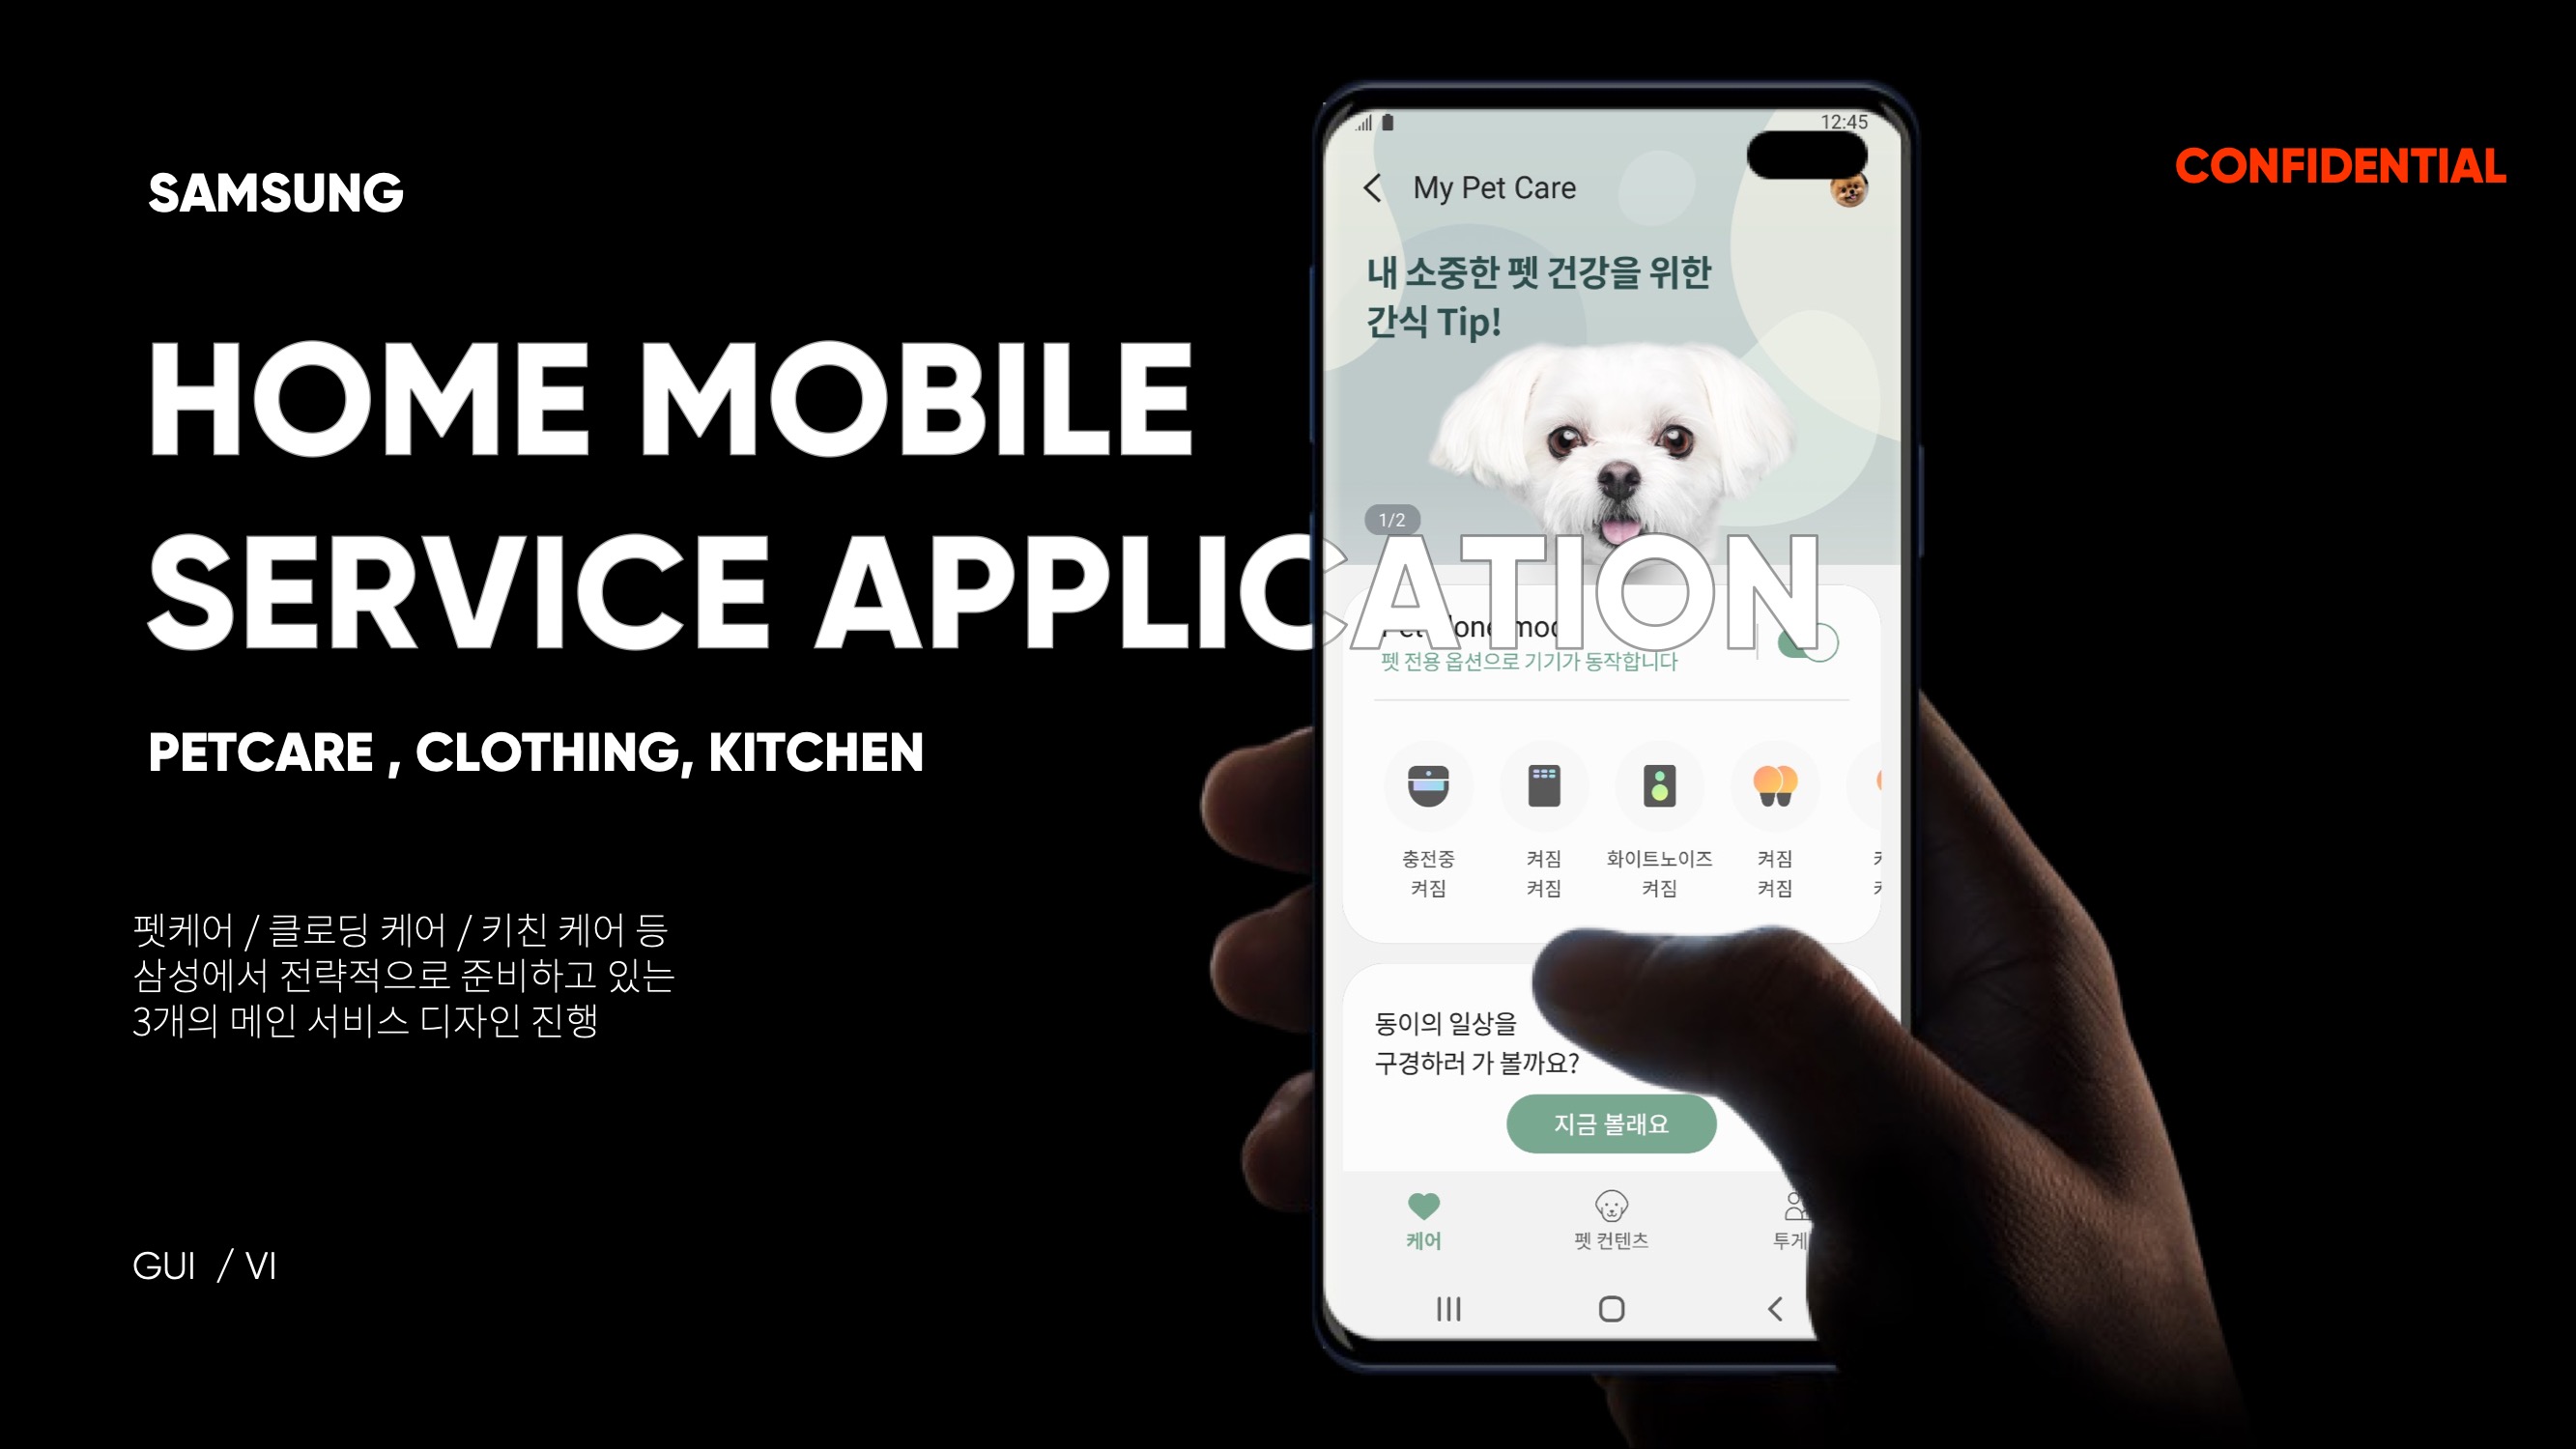 SAMSUNG
CONFIDENTIAL
HOME MOBILE
SERVICE APPLICATION
PETCARE , CLOTHING, KITCHEN
펫케어 / 클로딩 케어 / 키친 케어 등
삼성에서 전략적으로 준비하고 있는
3개의 메인 서비스 디자인 진행
GUI / VI
12:45
My Pet Care
내 소중한 펫 건강을 위한
간식 Tip!
1/2
펫 전용 옵션으로 기기가 동작합니다
충전중 켜짐 화이트노이즈 켜짐
켜짐 켜짐 켜짐 켜짐
동이의 일상을
구경하러 가 볼까요?
지금 볼래요
케어 펫 컨텐츠